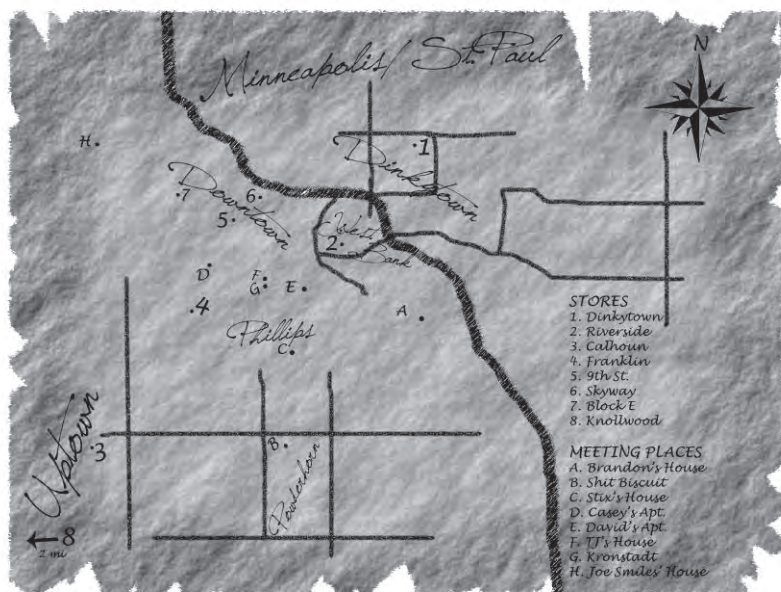 Minneapolis/St. Paul
N
H
1
Dinkytown
7
6
Downtown
5
West
2
Bank
D
F
G
E
4
A
Phillips
C
Uptown
3
B
Powderhorn
8
2 mi
STORES
1. Dinkytown
2. Riverside
3. Calhoun
4. Franklin
5. 9th St.
6. Skyway
7. Block E
8. Knollwood
MEETING PLACES
A. Brandon's House
B. Shit Biscuit
C. Stix's House
D. Casey's Apt.
E. David's Apt.
F. TJ's House
G. Kronstadt
H. Joe Smiles' House